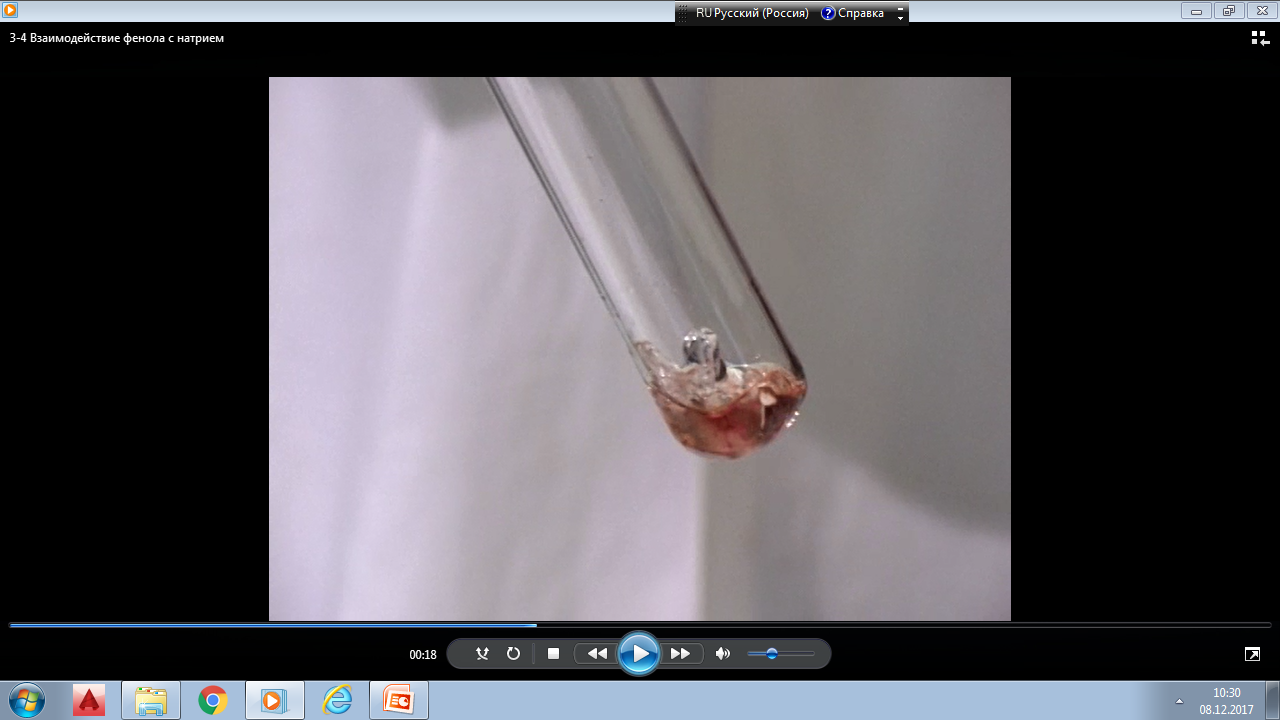 RU Русский (Россия) ? Справка
3-4 Взаимодействие фенола с натрием
00:18
10:30
08.12.2017